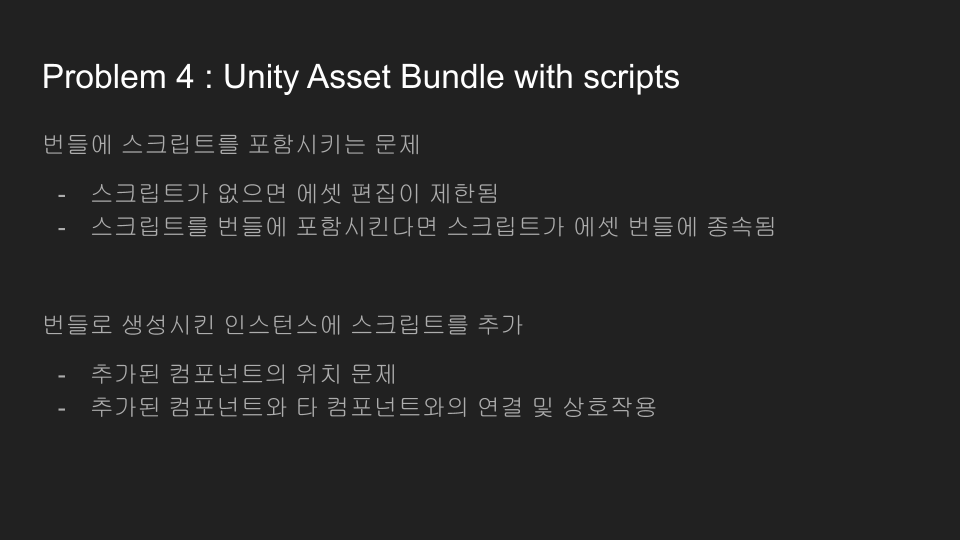 Problem 4 : Unity Asset Bundle with scripts
번들에 스크립트를 포함시키는 문제
- 스크립트가 없으면 에셋 편집이 제한됨
- 스크립트를 번들에 포함시킨다면 스크립트가 에셋 번들에 종속됨
번들로 생성시킨 인스턴스에 스크립트를 추가
- 추가된 컴포넌트의 위치 문제
- 추가된 컴포넌트와 타 컴포넌트와의 연결 및 상호작용